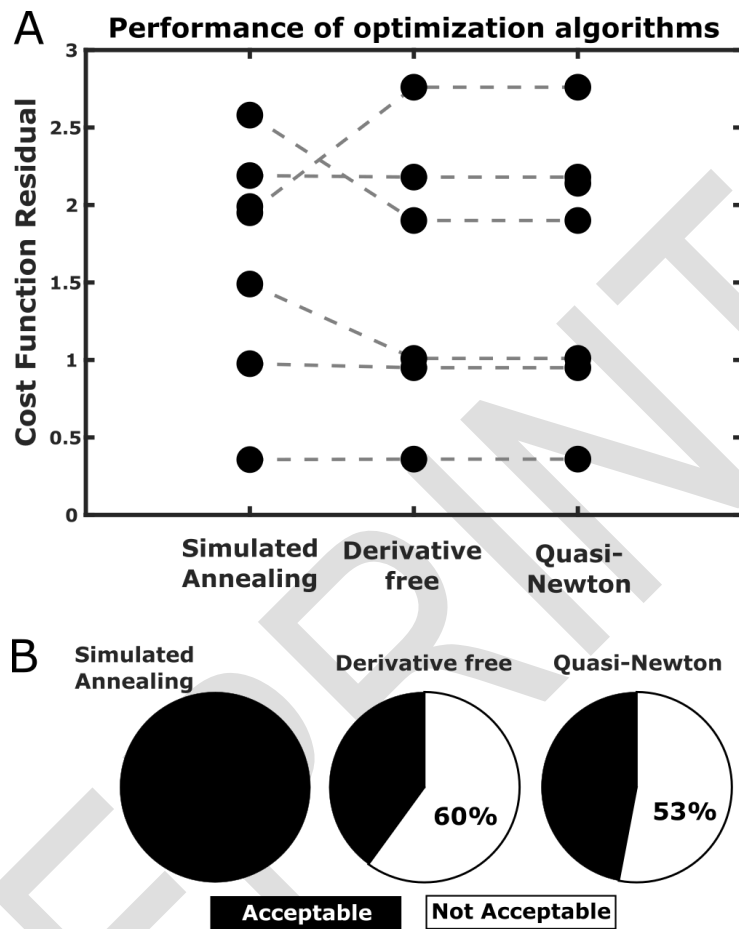 A
Performance of optimization algorithms
3
2.5
2
1.5
1
0.5
0
Cost Function Residual
Simulated
Annealing
Derivative
free
Quasi-
Newton
B
Simulated
Annealing
Derivative free
Quasi-Newton
60%
53%
Acceptable
Not Acceptable